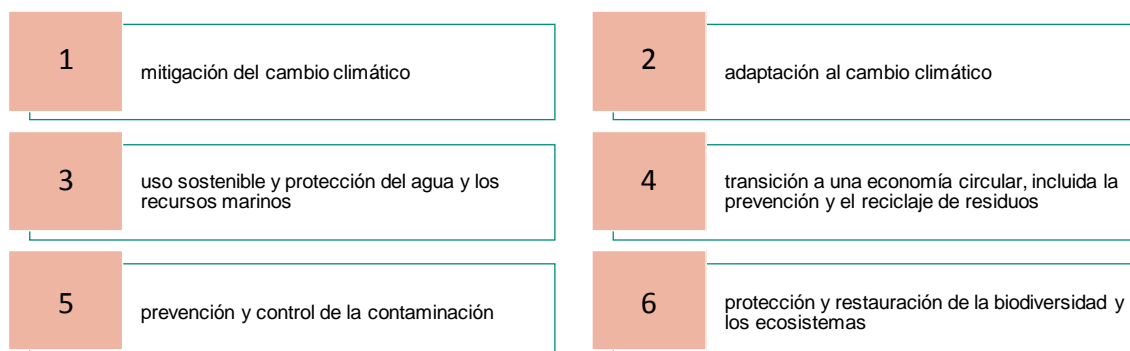 1
mitigación del cambio climático
2
adaptación al cambio climático
3
uso sostenible y protección del agua y los
recursos marinos
4
transición a una economía circular, incluida la
prevención y el reciclaje de residuos
5
prevención y control de la contaminación
6
protección y restauración de la biodiversidad y
los ecosistemas